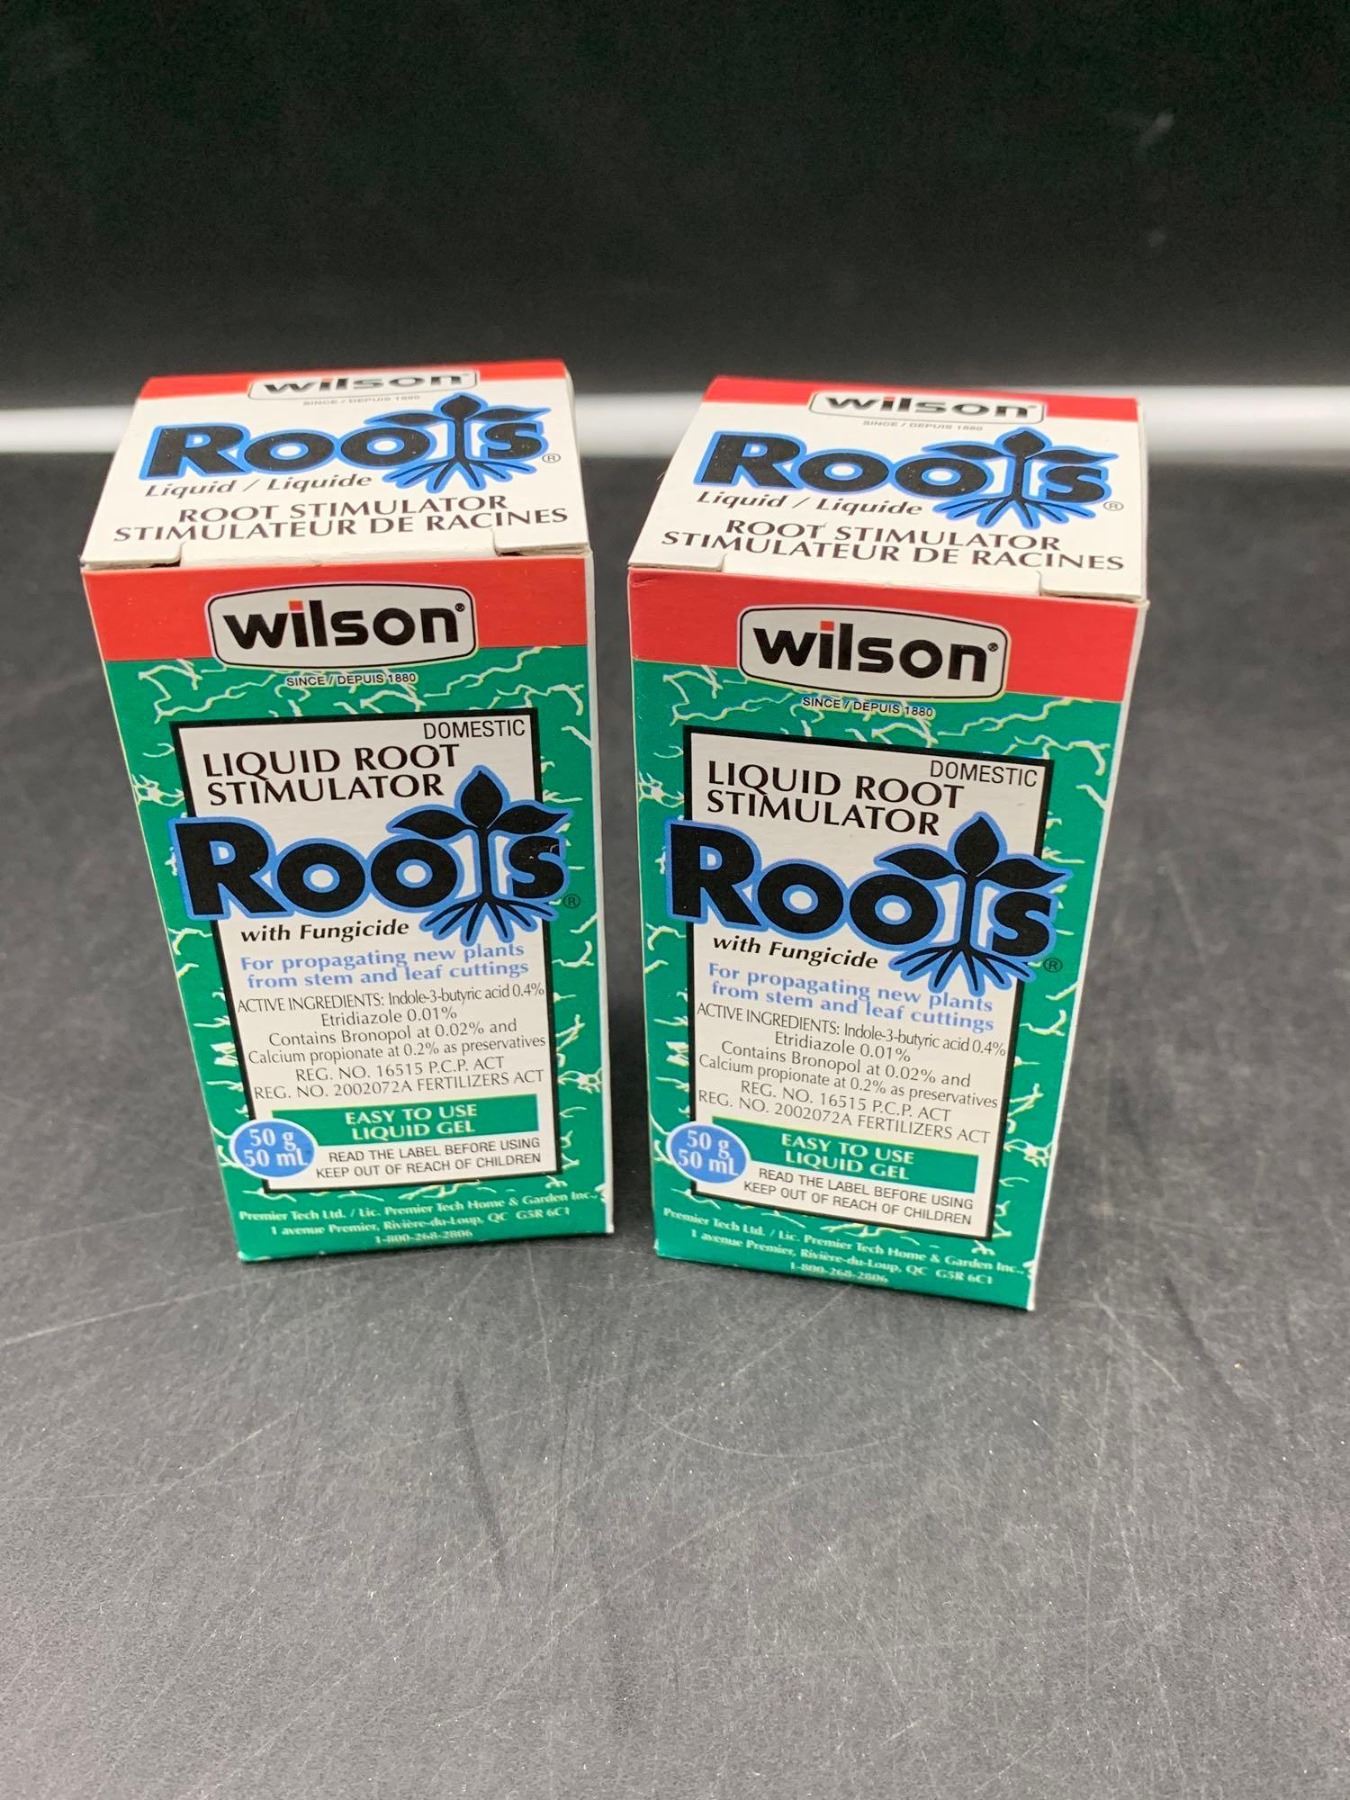 wilson
SINCE / DEPUIS 1880
Roots®
Liquid / Liquide
ROOT STIMULATOR
STIMULATEUR DE RACINES
wilson®
SINCE / DEPUIS 1880
DOMESTIC
LIQUID ROOT
STIMULATOR
Roots®
with Fungicide
For propagating new plants
from stem and leaf cuttings
ACTIVE INGREDIENTS: Indole-3-butyric acid 0.4%
Etridiazole 0.01%
Contains Bronopol at 0.02% and
Calcium propionate at 0.2% as preservatives
REG. NO. 16515 P.C.P. ACT
REG. NO. 2002072A FERTILIZERS ACT
EASY TO USE
LIQUID GEL
50 g
50 mL
READ THE LABEL BEFORE USING
KEEP OUT OF REACH OF CHILDREN
Premier Tech Ltd. / Lic. Premier Tech Home & Garden Inc.,
1 avenue Premier, Rivière-du-Loup, QC G5R 6C1
1-800-268-2806
wilson
SINCE / DEPUIS 1880
Roots®
Liquid / Liquide
ROOT STIMULATOR
STIMULATEUR DE RACINES
wilson®
SINCE / DEPUIS 1880
DOMESTIC
LIQUID ROOT
STIMULATOR
Roots®
with Fungicide
For propagating new plants
from stem and leaf cuttings
ACTIVE INGREDIENTS: Indole-3-butyric acid 0.4%
Etridiazole 0.01%
Contains Bronopol at 0.02% and
Calcium propionate at 0.2% as preservatives
REG. NO. 16515 P.C.P. ACT
REG. NO. 2002072A FERTILIZERS ACT
EASY TO USE
LIQUID GEL
50 g
50 mL
READ THE LABEL BEFORE USING
KEEP OUT OF REACH OF CHILDREN
Premier Tech Ltd. / Lic. Premier Tech Home & Garden Inc.,
1 avenue Premier, Rivière-du-Loup, QC G5R 6C1
1-800-268-2806